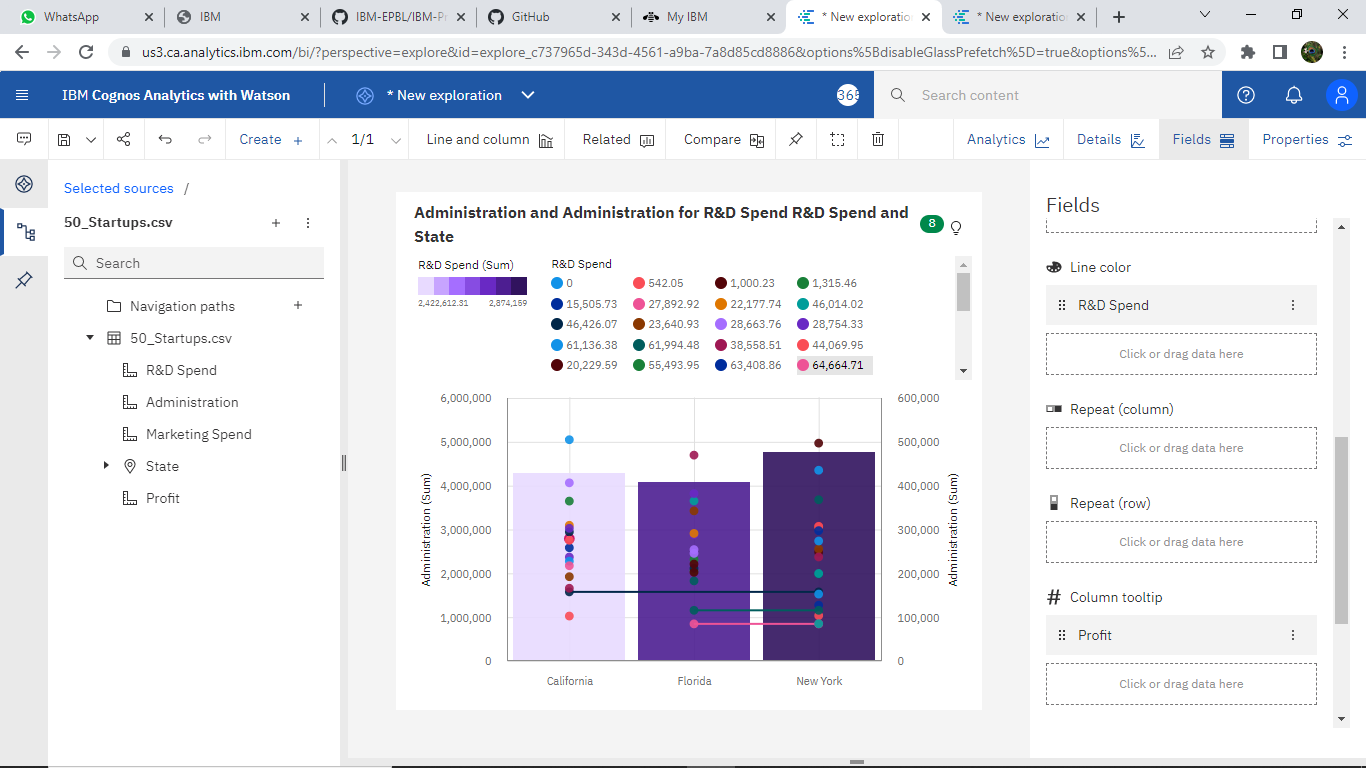 WhatsApp
IBM
IBM-EPBL/IBM-Pr
GitHub
My IBM
* New exploratio
* New exploratio
us3.ca.analytics.ibm.com/bi/?perspective=explore&id=explore_c737965d-343d-4561-a9ba-7a8d85cd8886&options%5BdisableGlassPrefetch%5D=true&options%5...
IBM Cognos Analytics with Watson
* New exploration
365
Search content
Create +
1/1
Line and column
Related
Compare
Analytics
Details
Fields
Properties
Selected sources /
50_Startups.csv
Search
Navigation paths
50_Startups.csv
R&D Spend
Administration
Marketing Spend
State
Profit
Administration and Administration for R&D Spend R&D Spend and
State
8
R&D Spend (Sum)
2,422,612.31 2,874,159
R&D Spend
0 542.05 1,000.23 1,315.46
15,505.73 27,892.92 22,177.74 46,014.02
46,426.07 23,640.93 28,663.76 28,754.33
61,136.38 61,994.48 38,558.51 44,069.95
20,229.59 55,493.95 63,408.86 64,664.71
Administration (Sum)
6,000,000
5,000,000
4,000,000
3,000,000
2,000,000
1,000,000
0
600,000
500,000
400,000
300,000
200,000
100,000
0
Administration (Sum)
California Florida New York
Fields
Line color
R&D Spend
Click or drag data here
Repeat (column)
Click or drag data here
Repeat (row)
Click or drag data here
Column tooltip
Profit
Click or drag data here